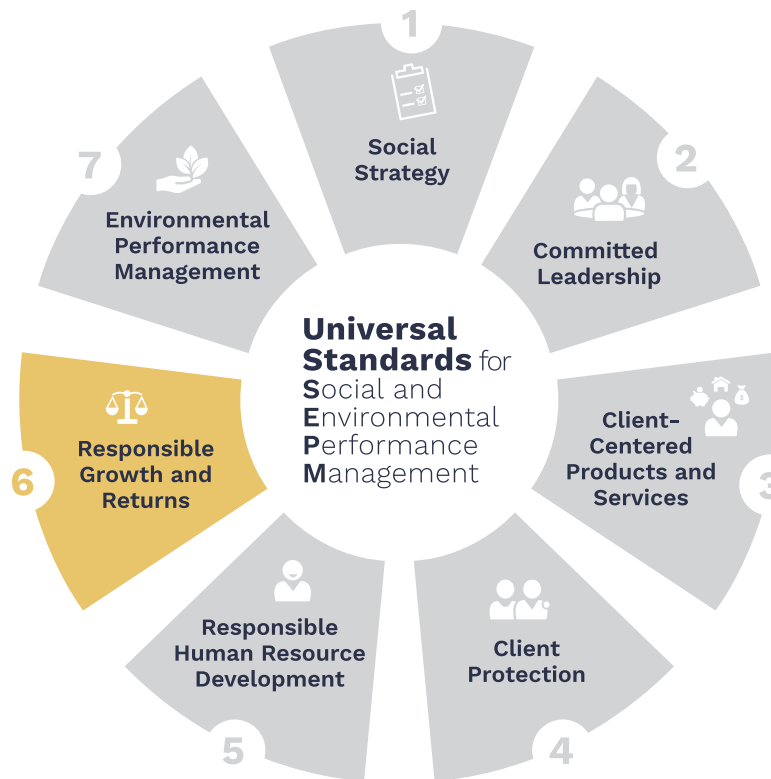 Universal
Standards for
Social and
Environmental
Performance
Management
1
Social
Strategy
2
Committed
Leadership
3
Client-
Centered
Products and
Services
4
Client
Protection
5
Responsible
Human Resource
Development
6
Responsible
Growth and
Returns
7
Environmental
Performance
Management